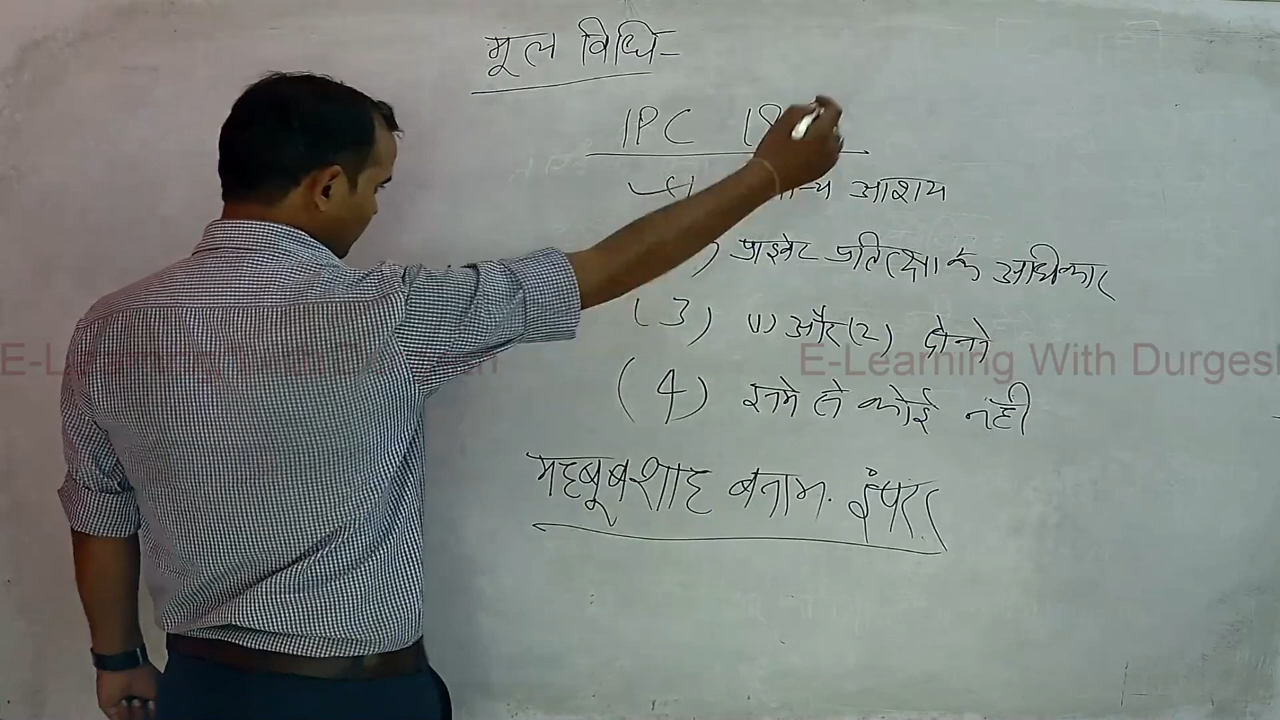 मूल विधि-
IPC 18
आशय
) प्राइवेट प्रतिरक्षा के अधिकार
(3) (1) और (2) दोनो
(4) इनमे से कोई नही
महबूबशाह बनाम.
E-Learning With Durgesh